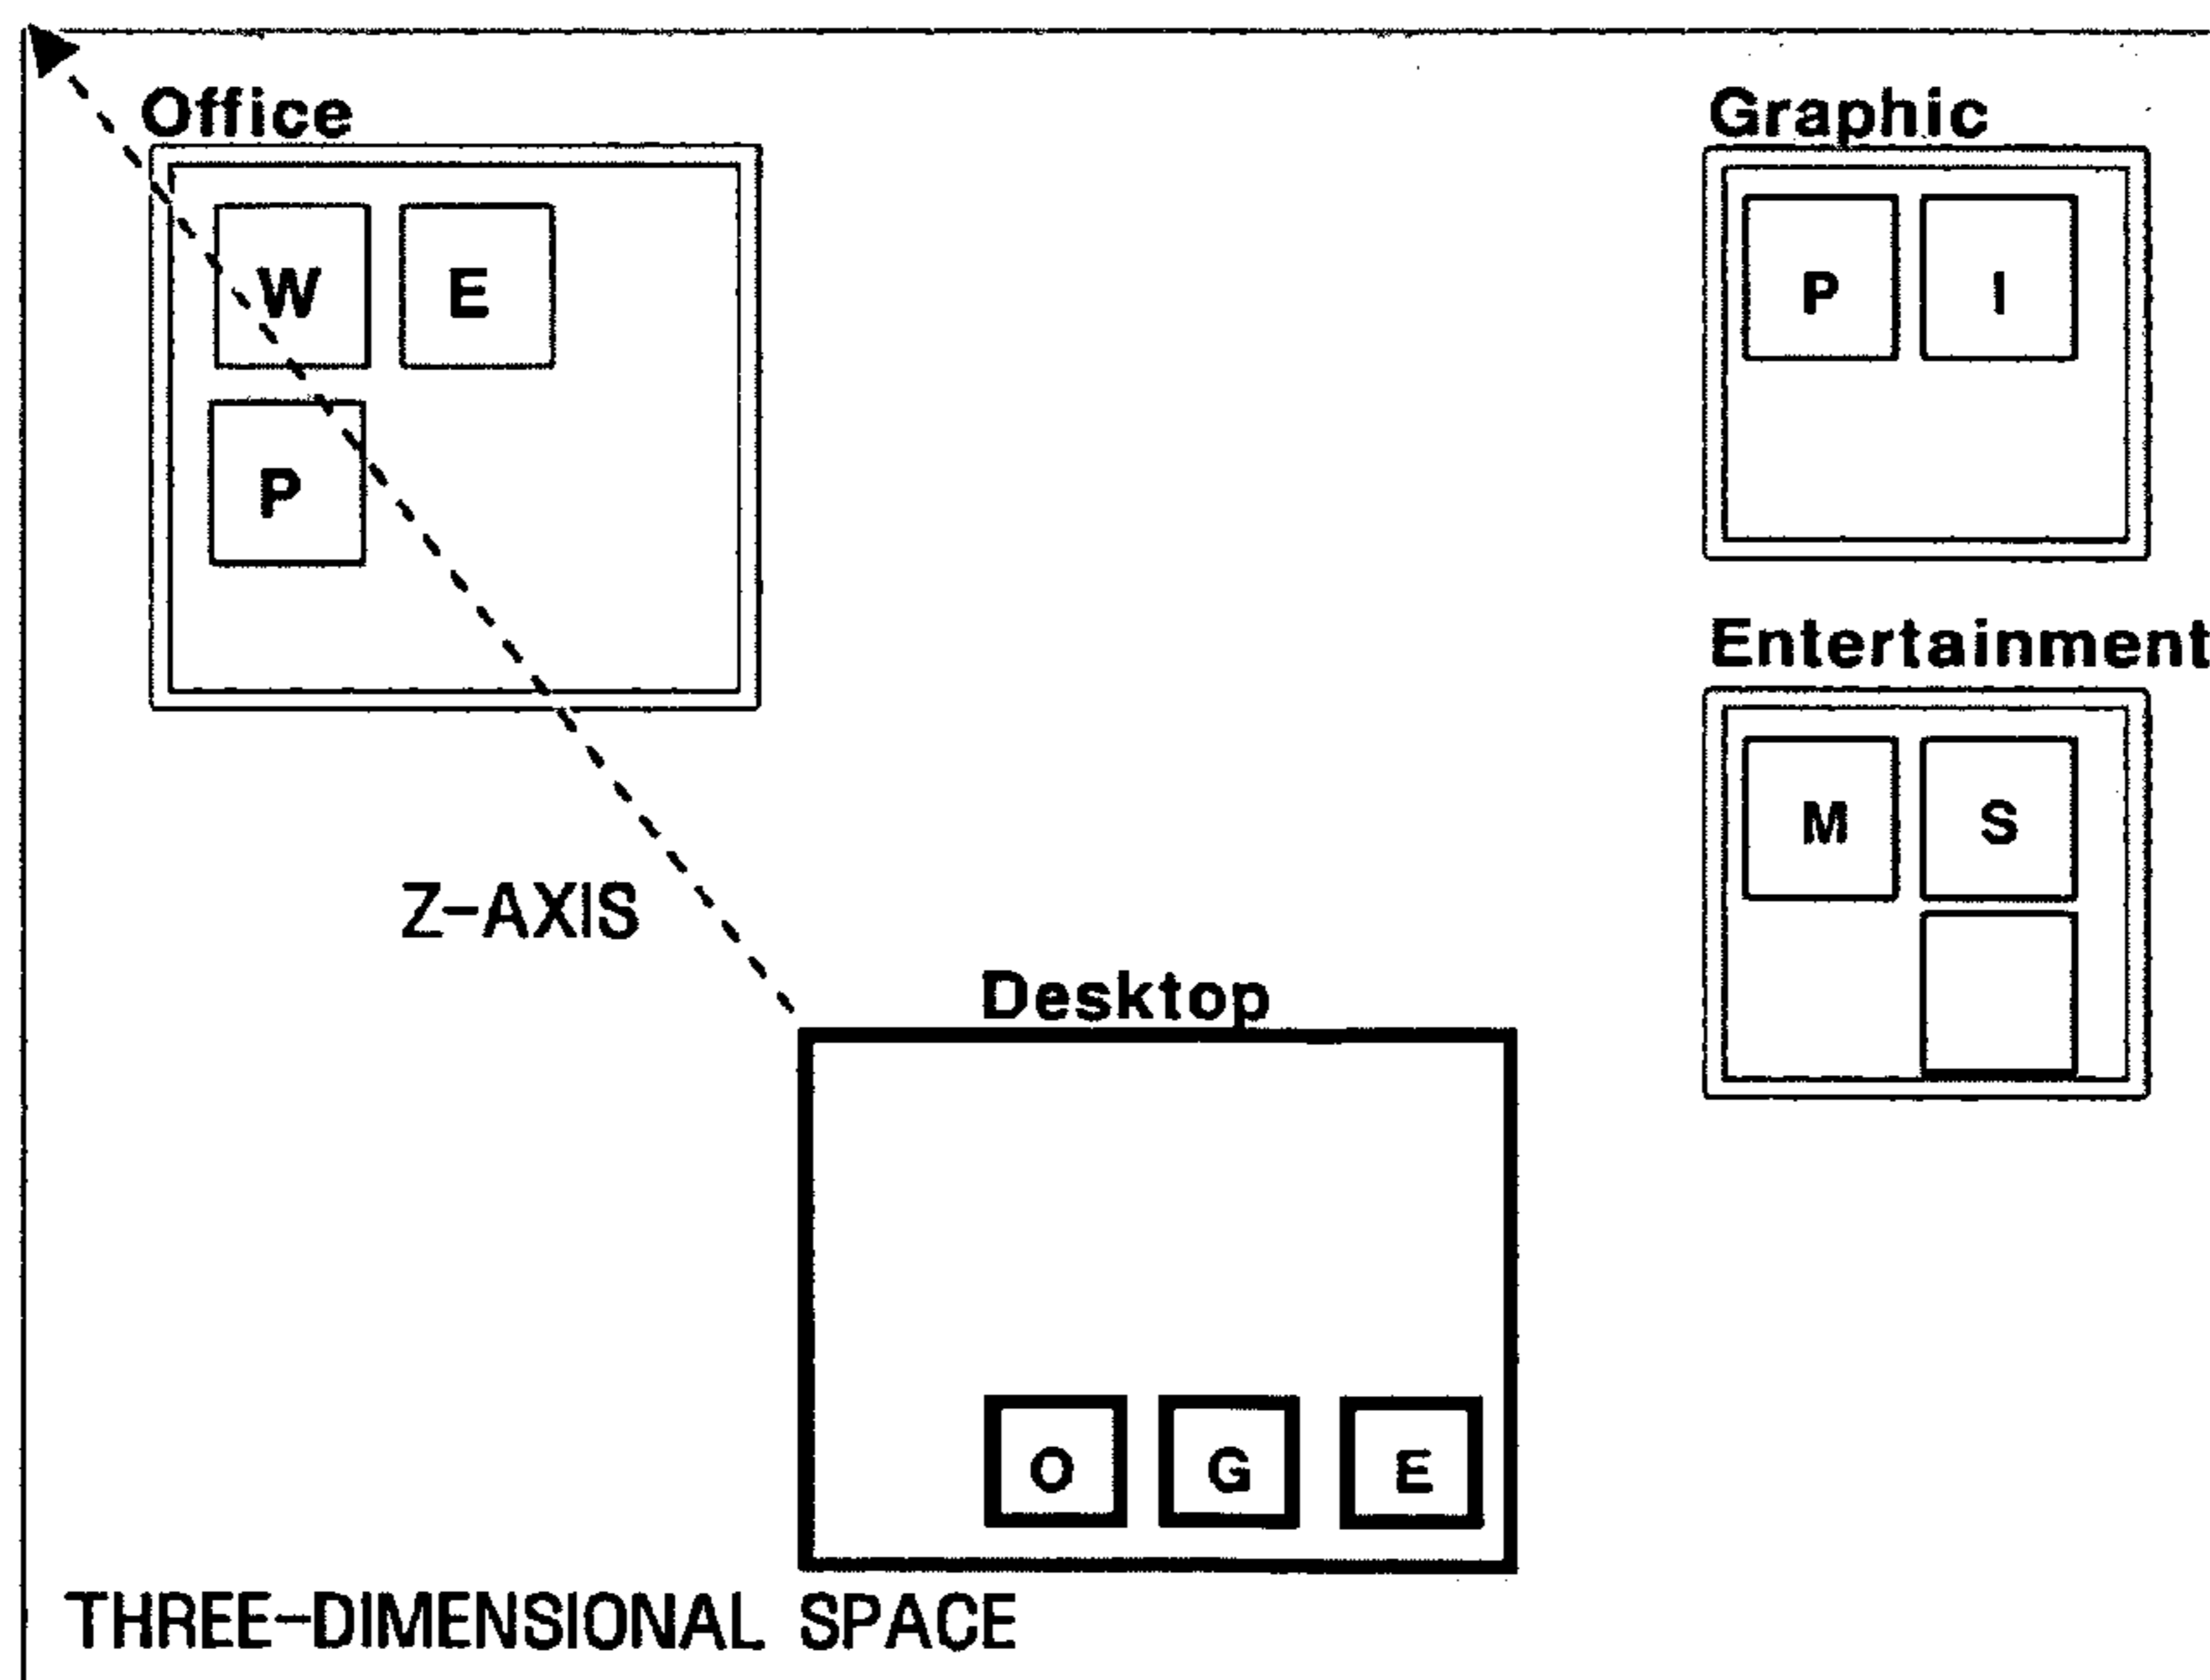 Office
W E
P
Graphic
P I
Entertainment
M S
Z-AXIS
Desktop
O G E
THREE-DIMENSIONAL SPACE